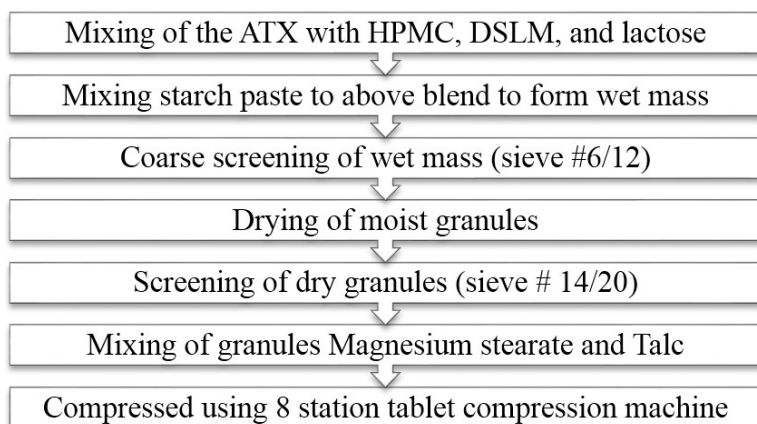 Mixing of the ATX with HPMC, DSLM, and lactose
Mixing starch paste to above blend to form wet mass
Coarse screening of wet mass (sieve #6/12)
Drying of moist granules
Screening of dry granules (sieve # 14/20)
Mixing of granules Magnesium stearate and Talc
Compressed using 8 station tablet compression machine